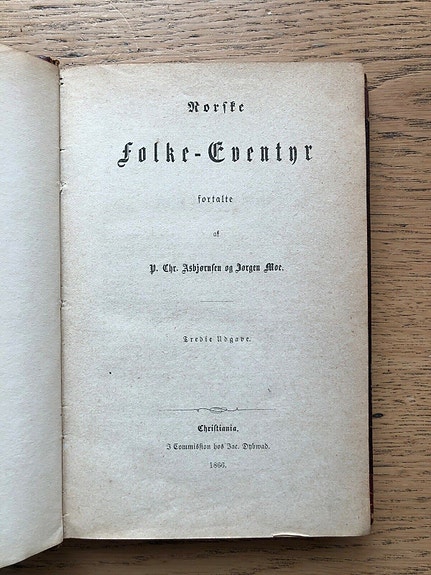 Norske
Folke-Eventyr
fortalte
af
P. Chr. Asbjørnsen og Jørgen Moe.
Tredie Udgave.
Christiania.
I Commission hos Jac. Dybwad.
1866.